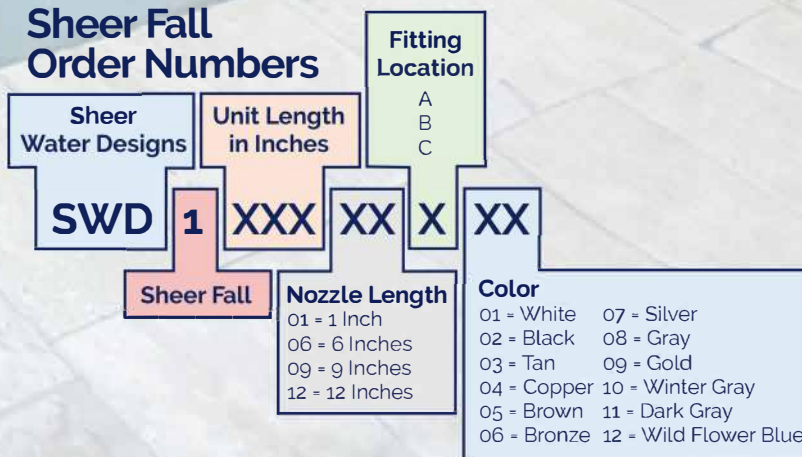 Sheer Fall
Order Numbers
Fitting
Location
A
B
C
Sheer
Water Designs
Unit Length
in Inches
SWD 1 XXX XX X XX
Sheer Fall
Nozzle Length
01 = 1 Inch
06 = 6 Inches
09 = 9 Inches
12 = 12 Inches
Color
01 = White 07 = Silver
02 = Black 08 = Gray
03 = Tan 09 = Gold
04 = Copper 10 = Winter Gray
05 = Brown 11 = Dark Gray
06 = Bronze 12 = Wild Flower Blue